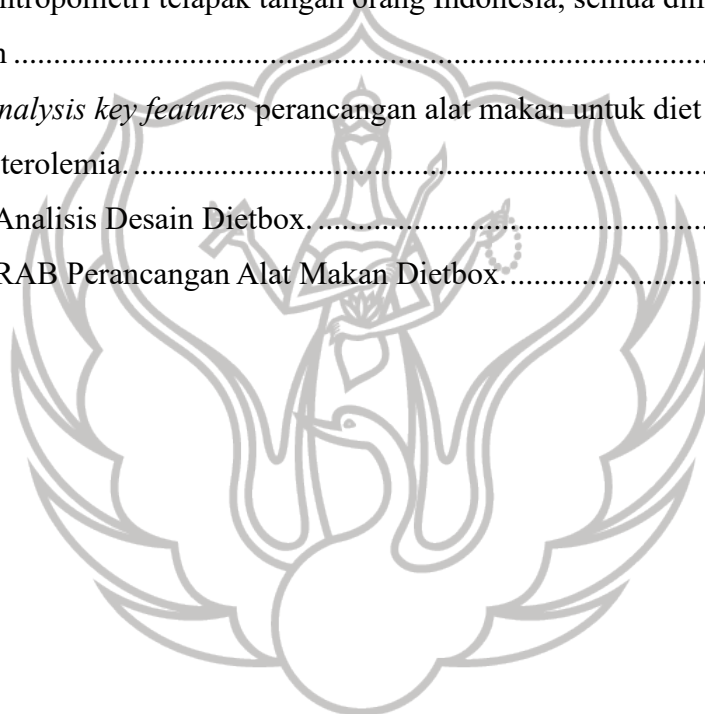 ntropometri telapak tangan orang Indonesia, semua dim
n ..........................................................................................
nalysis key features perancangan alat makan untuk diet
terolemia. ...........................................................................
Analisis Desain Dietbox. ....................................................
RAB Perancangan Alat Makan Dietbox. ...........................